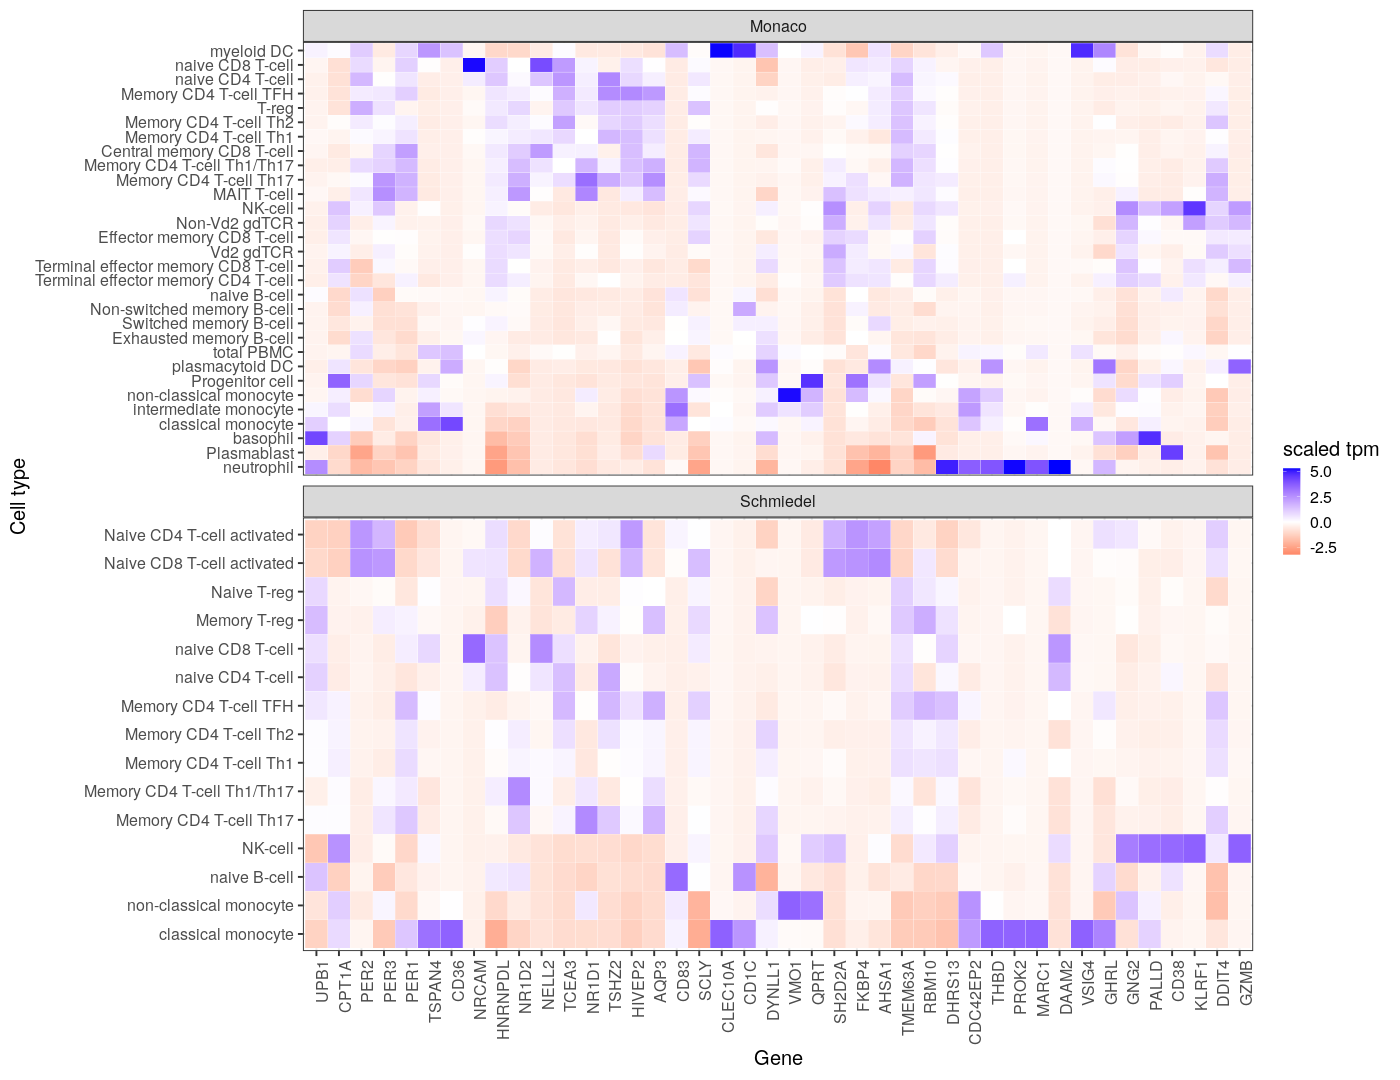 Monaco
myeloid DC
naive CD8 T-cell
naive CD4 T-cell
Memory CD4 T-cell TFH
T-reg
Memory CD4 T-cell Th2
Memory CD4 T-cell Th1
Central memory CD8 T-cell
Memory CD4 T-cell Th1/Th17
Memory CD4 T-cell Th17
MAIT T-cell
NK-cell
Non-Vd2 gdTCR
Effector memory CD8 T-cell
Vd2 gdTCR
Terminal effector memory CD8 T-cell
Terminal effector memory CD4 T-cell
naive B-cell
Non-switched memory B-cell
Switched memory B-cell
Exhausted memory B-cell
total PBMC
plasmacytoid DC
Progenitor cell
non-classical monocyte
intermediate monocyte
classical monocyte
basophil
Plasmablast
neutrophil
Cell type
scaled tpm
5.0
2.5
0.0
-2.5
Schmiedel
Naive CD4 T-cell activated
Naive CD8 T-cell activated
Naive T-reg
Memory T-reg
naive CD8 T-cell
naive CD4 T-cell
Memory CD4 T-cell TFH
Memory CD4 T-cell Th2
Memory CD4 T-cell Th1
Memory CD4 T-cell Th1/Th17
Memory CD4 T-cell Th17
NK-cell
naive B-cell
non-classical monocyte
classical monocyte
UPB1
CPT1A
PER2
PER3
PER1
TSPAN4
CD36
NRCAM
HNRNPDL
NR1D2
NELL2
TCEA3
NR1D1
TSHZ2
HIVEP2
AQP3
CD83
SCLY
CLEC10A
CD1C
DYNLL1
VMO1
QPRT
SH2D2A
FKBP4
AHSA1
TMEM63A
RBM10
DHRS13
CDC42EP2
THBD
PROK2
MARC1
DAAM2
VSIG4
GHRL
GNG2
PALLD
CD38
KLRF1
DDIT4
GZMB
Gene